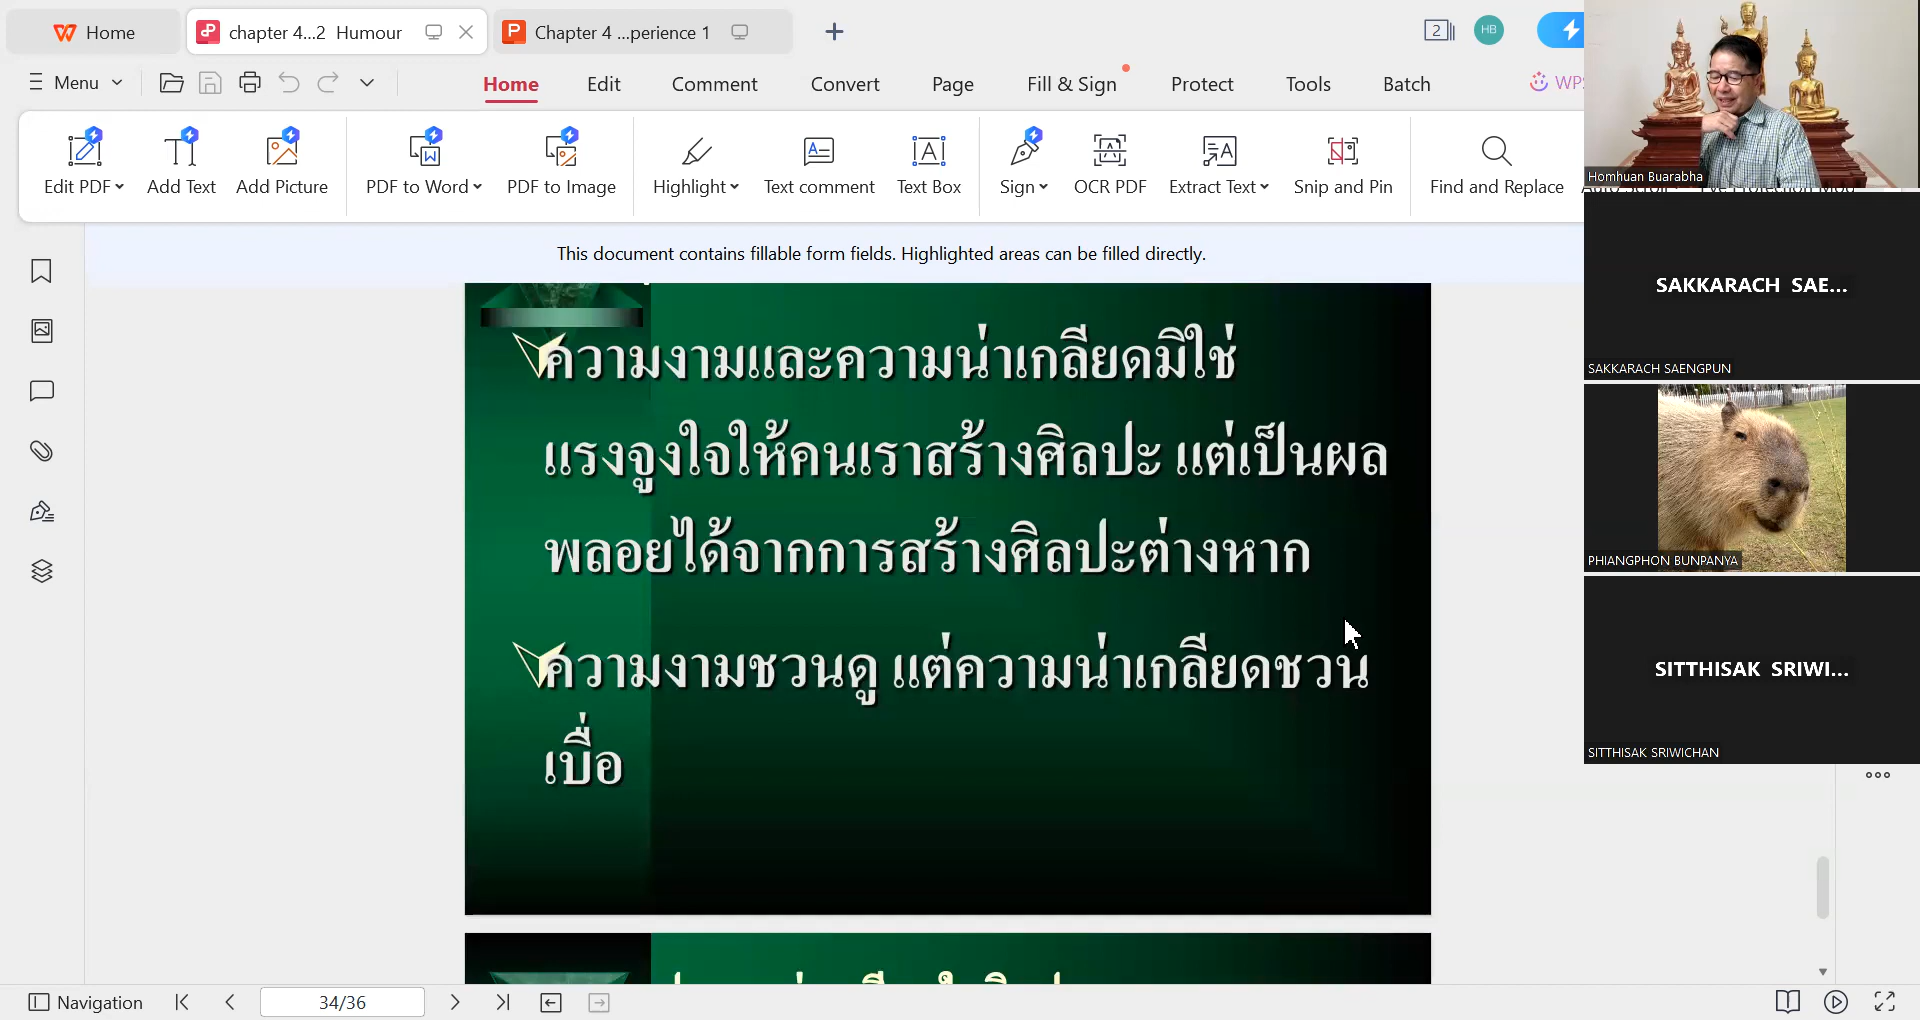 Home
chapter 4...2 Humour
Chapter 4 ...perience 1
2
HB
Menu
Home
Edit
Comment
Convert
Page
Fill & Sign
Protect
Tools
Batch
Edit PDF
Add Text
Add Picture
PDF to Word
PDF to Image
Highlight
Text comment
Text Box
Sign
OCR PDF
Extract Text
Snip and Pin
Find and Replace
This document contains fillable form fields. Highlighted areas can be filled directly.
ความงามและความน่าเกลียดมิใช่
แรงจูงใจให้คนเราสร้างศิลปะ แต่เป็นผล
พลอยได้จากการสร้างศิลปะต่างหาก
ความงามชวนดู แต่ความน่าเกลียดชวน
เบื่อ
Homhuan Buarabha
SAKKARACH SAE...
SAKKARACH SAENGPUN
PHIANGPHON BUNPANYA
SITTHISAK SRIWI...
SITTHISAK SRIWICHAN
Navigation
34/36